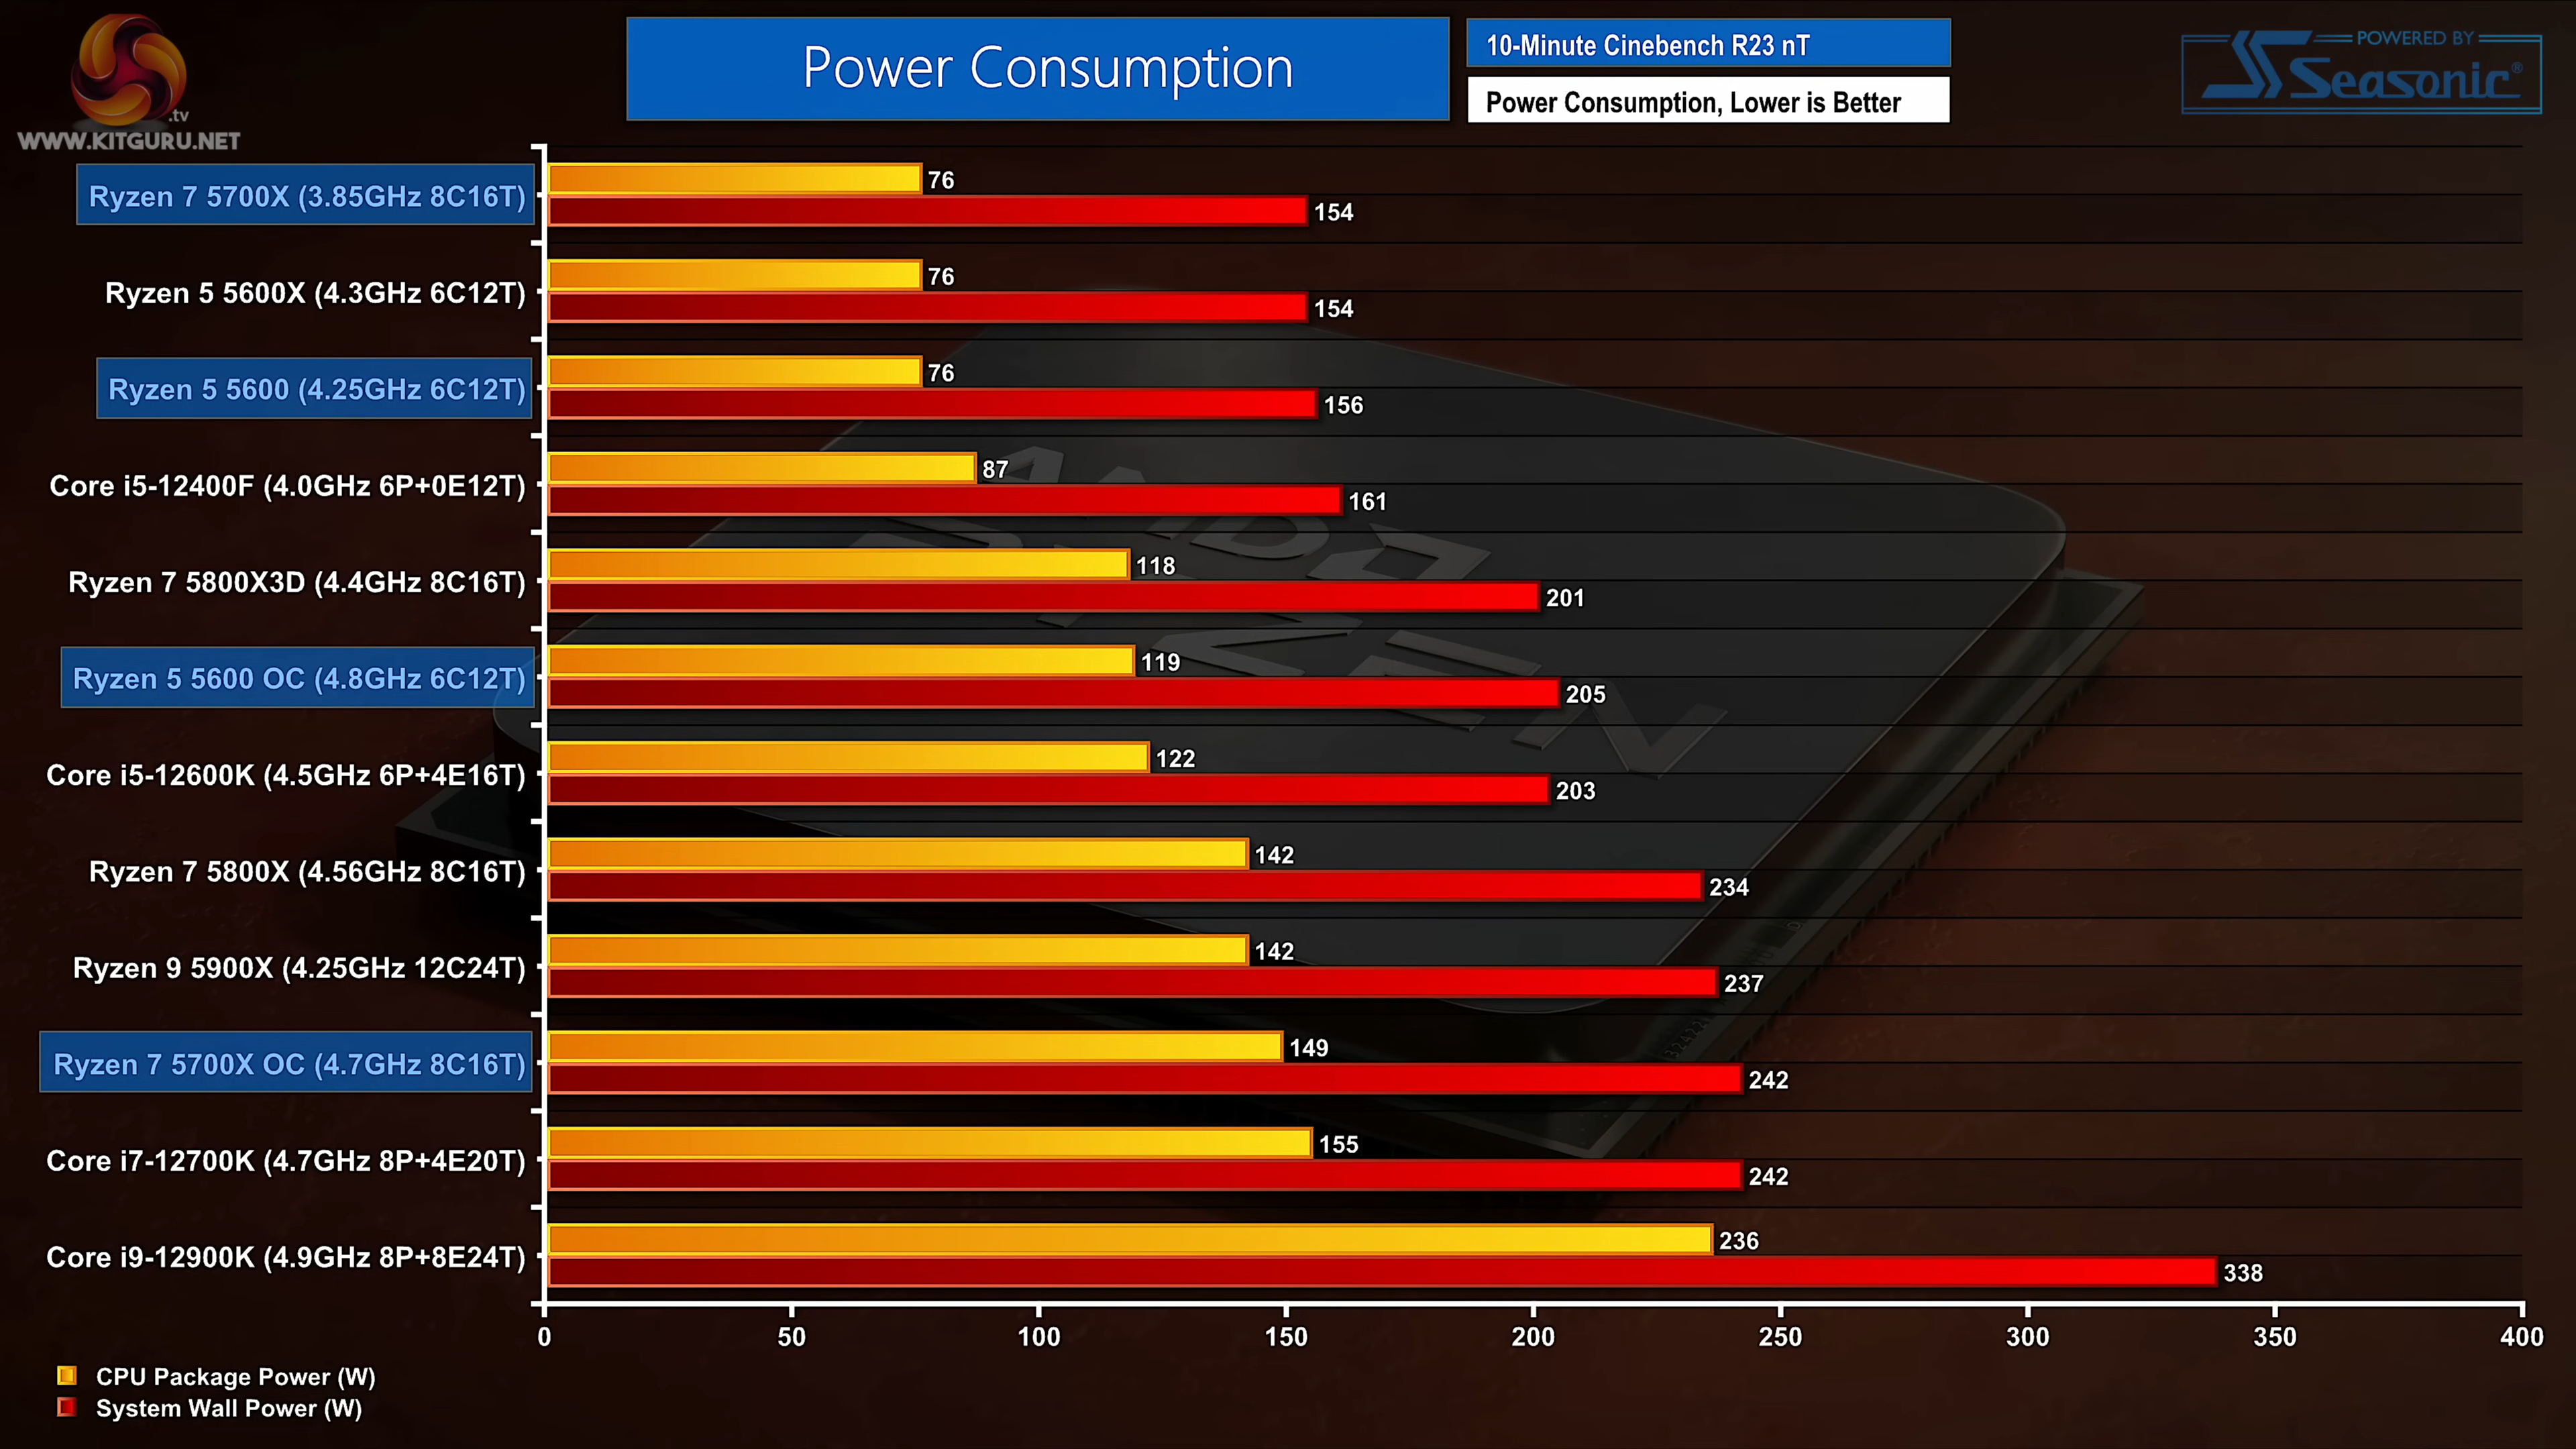 .tv
WWW.KITGURU.NET
Power Consumption
10-Minute Cinebench R23 nT
Power Consumption, Lower is Better
POWERED BY
Seasonic®
Ryzen 7 5700X (3.85GHz 8C16T)
76
154
Ryzen 5 5600X (4.3GHz 6C12T)
76
154
Ryzen 5 5600 (4.25GHz 6C12T)
76
156
Core i5-12400F (4.0GHz 6P+0E12T)
87
161
Ryzen 7 5800X3D (4.4GHz 8C16T)
118
201
Ryzen 5 5600 OC (4.8GHz 6C12T)
119
205
Core i5-12600K (4.5GHz 6P+4E16T)
122
203
Ryzen 7 5800X (4.56GHz 8C16T)
142
234
Ryzen 9 5900X (4.25GHz 12C24T)
142
237
Ryzen 7 5700X OC (4.7GHz 8C16T)
149
242
Core i7-12700K (4.7GHz 8P+4E20T)
155
242
Core i9-12900K (4.9GHz 8P+8E24T)
236
338
0 50 100 150 200 250 300 350 400
CPU Package Power (W)
System Wall Power (W)
AMD
RYZEN